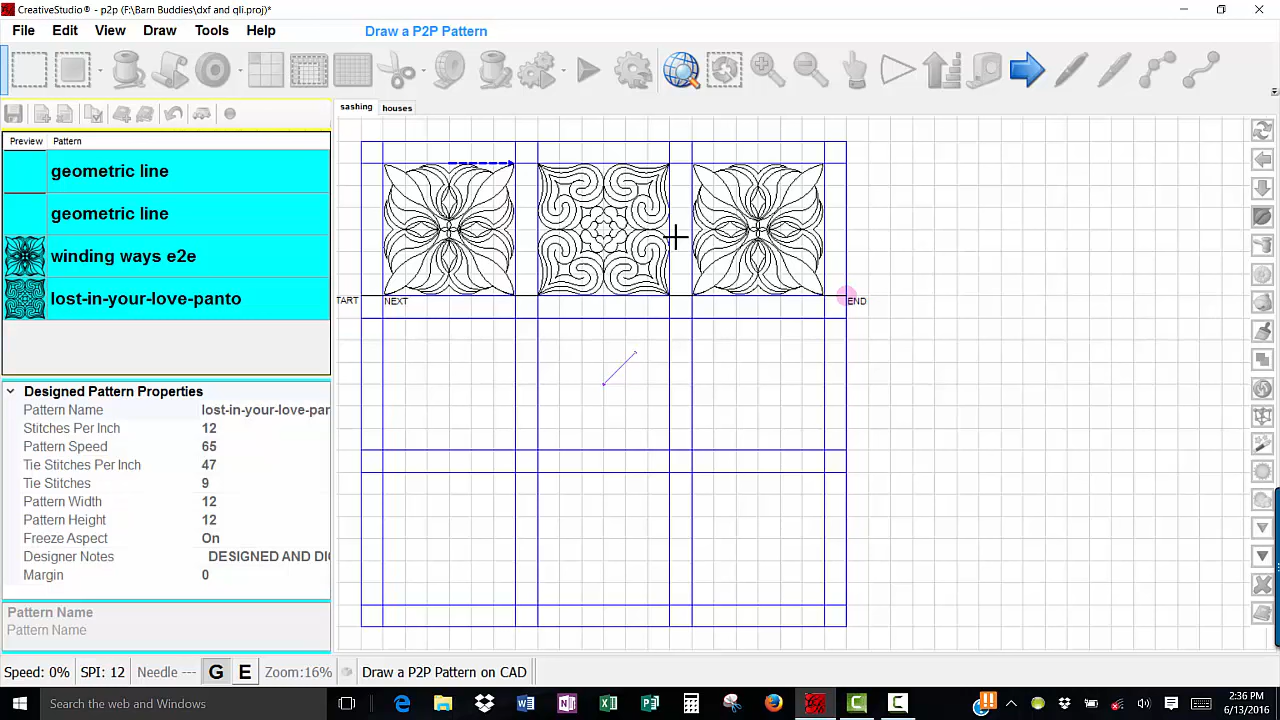 CreativeStudio® - p2p (F:\Barn Buddies\dxf and qli.proj)*
File Edit View Draw Tools Help Draw a P2P Pattern
sashing houses
Preview Pattern
geometric line
geometric line
winding ways e2e
lost-in-your-love-panto
TART NEXT END
Designed Pattern Properties
Pattern Name lost-in-your-love-par
Stitches Per Inch 12
Pattern Speed 65
Tie Stitches Per Inch 47
Tie Stitches 9
Pattern Width 12
Pattern Height 12
Freeze Aspect On
Designer Notes DESIGNED AND DI
Margin 0
Pattern Name
Pattern Name
Speed: 0% SPI: 12 Needle --- G E Zoom:16% Draw a P2P Pattern on CAD
Search the web and Windows
2:36 PM
6/13/2016